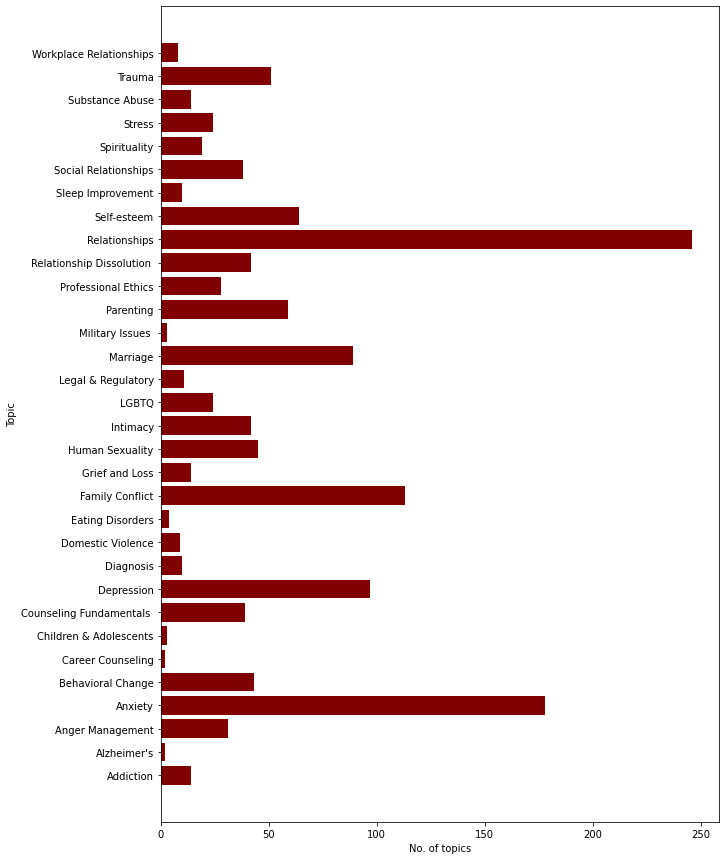 Workplace Relationships
Trauma
Substance Abuse
Stress
Spirituality
Social Relationships
Sleep Improvement
Self-esteem
Relationships
Relationship Dissolution
Professional Ethics
Parenting
Military Issues
Marriage
Legal & Regulatory
LGBTQ
Intimacy
Human Sexuality
Grief and Loss
Family Conflict
Eating Disorders
Domestic Violence
Diagnosis
Depression
Counseling Fundamentals
Children & Adolescents
Career Counseling
Behavioral Change
Anxiety
Anger Management
Alzheimer's
Addiction
Topic
0 50 100 150 200 250
No. of topics